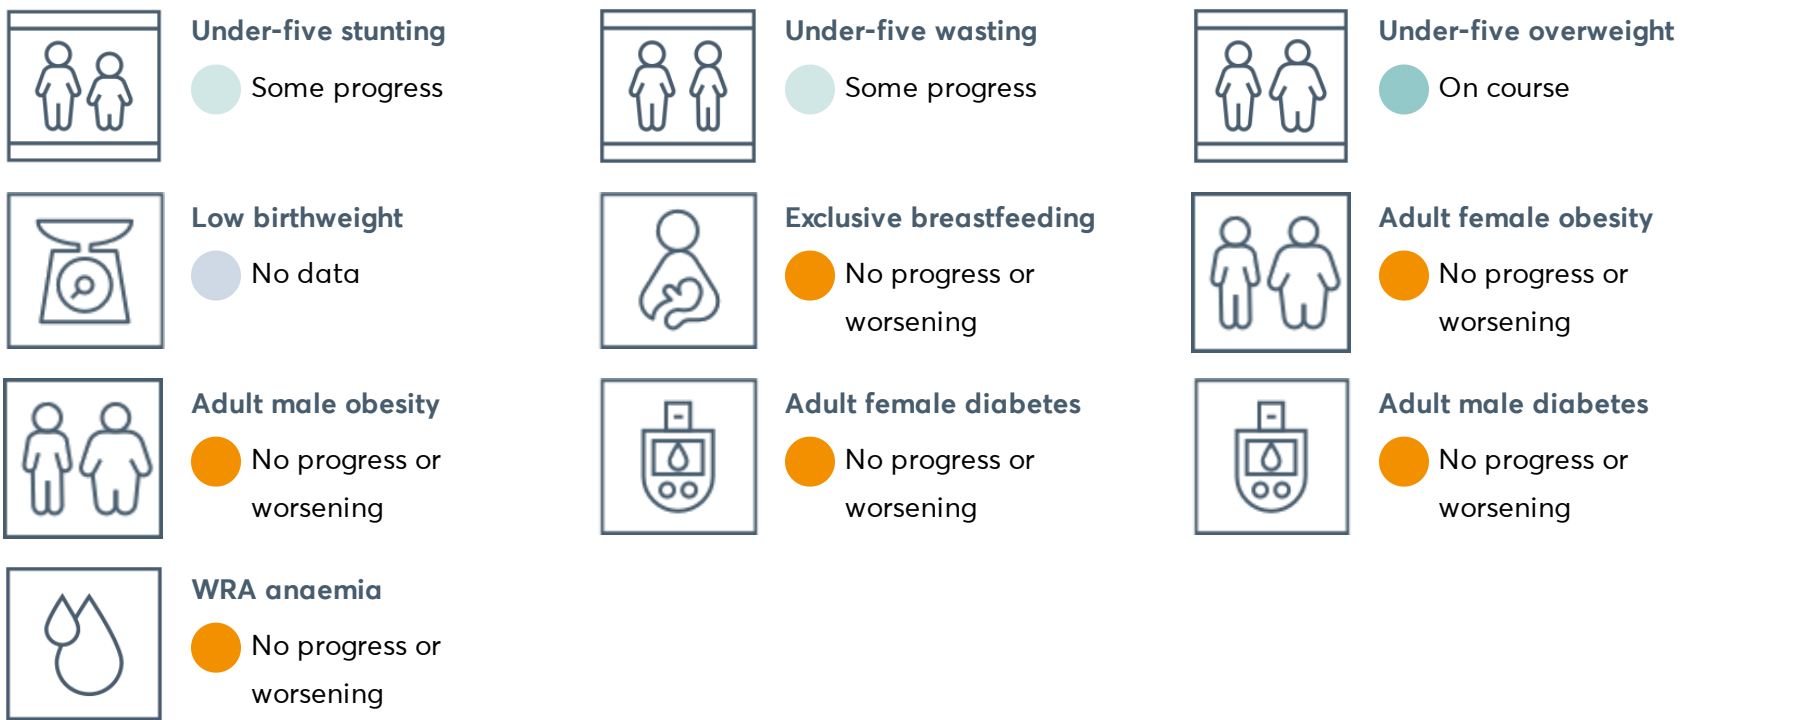 Under-five stunting
Some progress
Under-five wasting
Some progress
Under-five overweight
On course
Low birthweight
No data
Exclusive breastfeeding
No progress or
worsening
Adult female obesity
No progress or
worsening
Adult male obesity
No progress or
worsening
Adult female diabetes
No progress or
worsening
Adult male diabetes
No progress or
worsening
WRA anaemia
No progress or
worsening